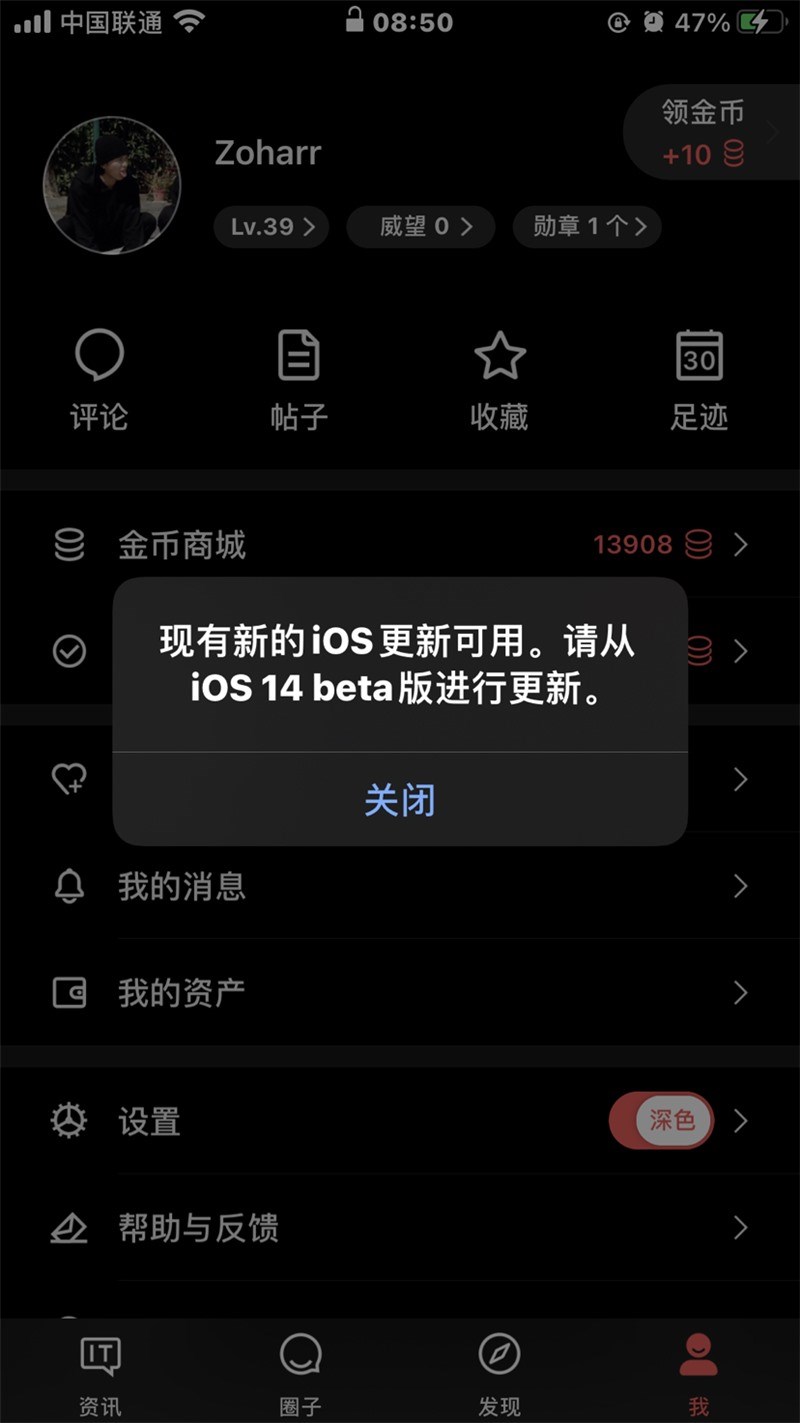 中国联通 08:50 47%
领金币
+10
Zoharr
Lv.39 威望 0 勋章 1 个
30
评论 帖子 收藏 足迹
金币商城 13908
现有新的iOS更新可用。请从
iOS 14 beta版进行更新。
关闭
我的消息
我的资产
设置 深色
帮助与反馈
IT
资讯 圈子 发现 我